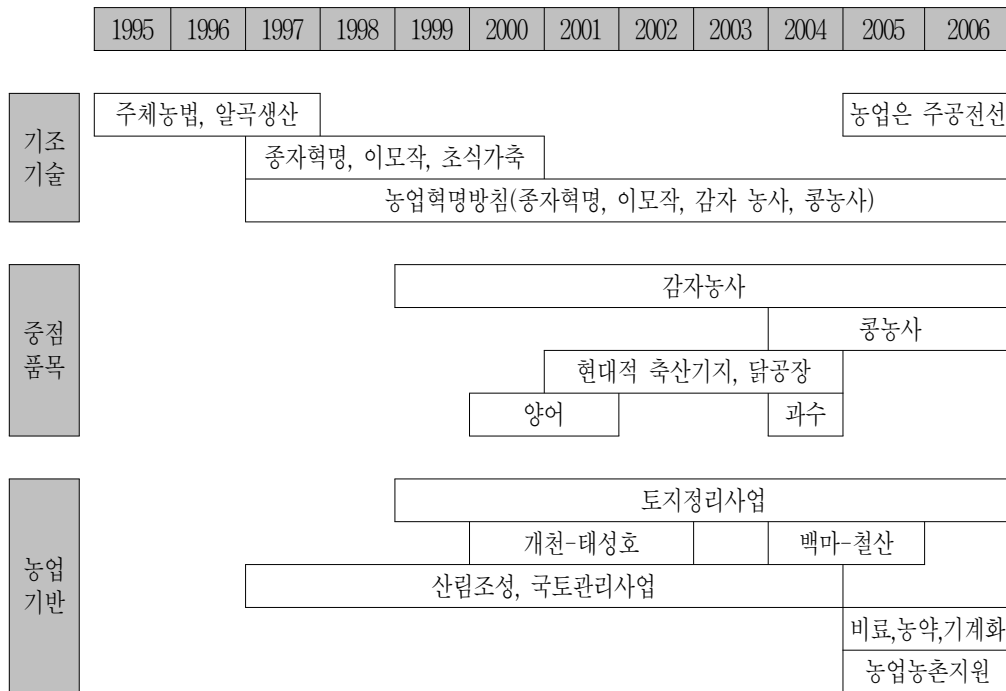 1995 1996 1997 1998 1999 2000 2001 2002 2003 2004 2005 2006
주체농법, 알곡생산 농업은 주공전선
기조
기술
종자혁명, 이모작, 초식가축
농업혁명방침(종자혁명, 이모작, 감자 농사, 콩농사)
감자농사
중점
품목
콩농사
현대적 축산기지, 닭공장
양어 과수
토지정리사업
개천-태성호 백마-철산
농업
기반
산림조성, 국토관리사업
비료,농약,기계화
농업농촌지원